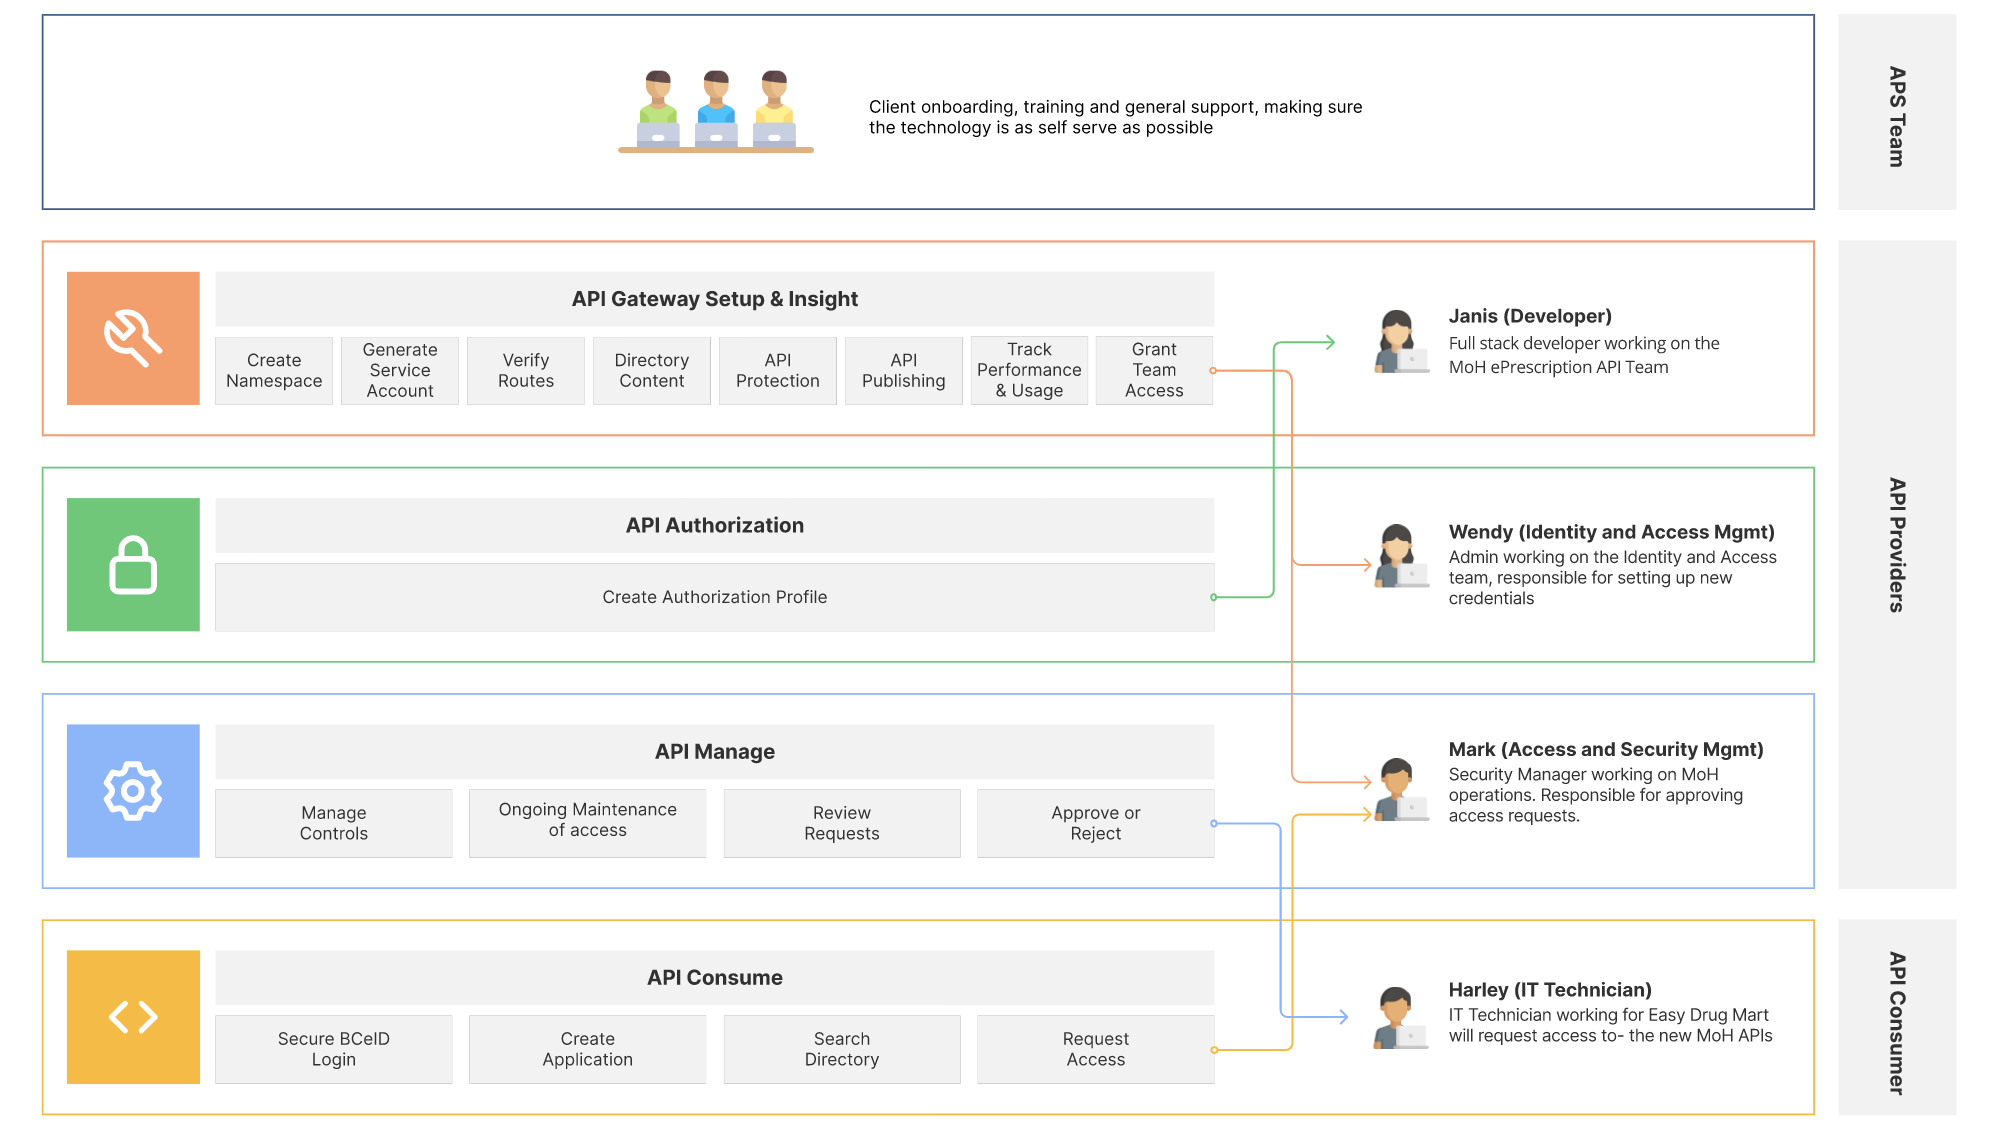 Client onboarding, training and general support, making sure
the technology is as self serve as possible
APS Team
API Gateway Setup & Insight
Create
Namespace
Generate
Service
Account
Verify
Routes
Directory
Content
API
Protection
API
Publishing
Track
Performance
& Usage
Grant
Team
Access
Janis (Developer)
Full stack developer working on the
MoH ePrescription API Team
API Providers
API Authorization
Create Authorization Profile
Wendy (Identity and Access Mgmt)
Admin working on the Identity and Access
team, responsible for setting up new
credentials
API Manage
Manage
Controls
Ongoing Maintenance
of access
Review
Requests
Approve or
Reject
Mark (Access and Security Mgmt)
Security Manager working on MoH
operations. Responsible for approving
access requests.
API Consume
Secure BCeID
Login
Create
Application
Search
Directory
Request
Access
Harley (IT Technician)
IT Technician working for Easy Drug Mart
will request access to- the new MoH APIs
API Consumer